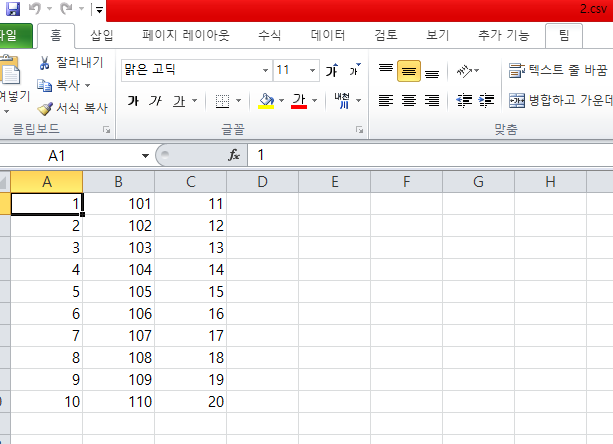 2.csv
파일 홈 삽입 페이지 레이아웃 수식 데이터 검토 보기 추가 기능 팀
잘라내기
복사
서식 복사
클립보드
맑은 고딕 11 가 가
가 가 가 가 내천
글꼴
텍스트 줄 바꿈
병합하고 가운데
맞춤
A1 fx 1
A B C D E F G H
1 101 11
2 102 12
3 103 13
4 104 14
5 105 15
6 106 16
7 107 17
8 108 18
9 109 19
10 110 20